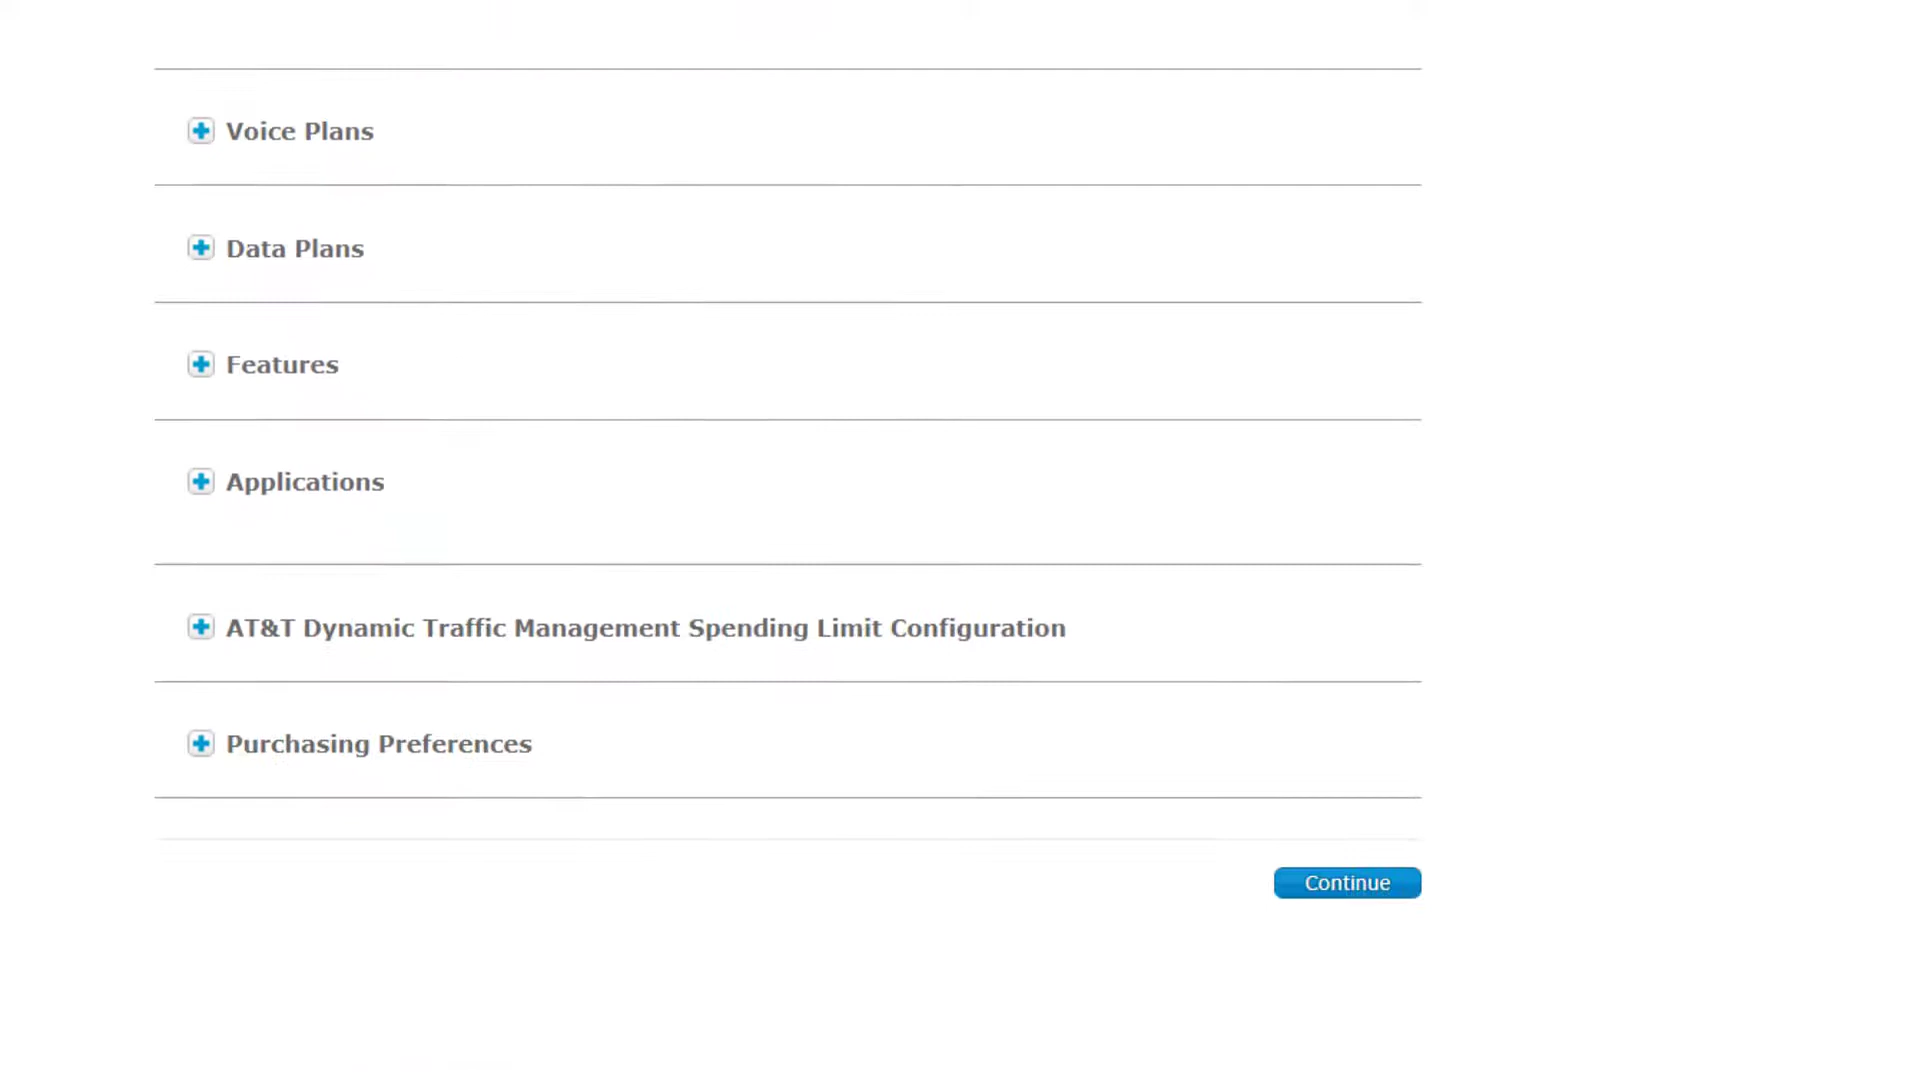 Voice Plans
Data Plans
Features
Applications
AT&T Dynamic Traffic Management Spending Limit Configuration
Purchasing Preferences
Continue